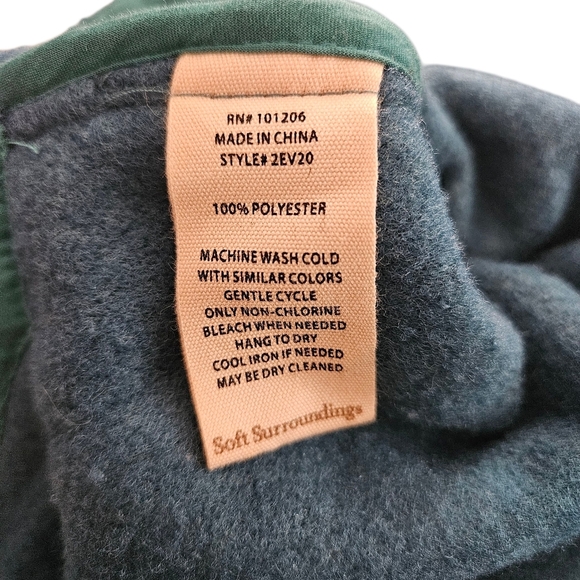 RN# 101206
MADE IN CHINA
STYLE# 2EV20
100% POLYESTER
MACHINE WASH COLD
WITH SIMILAR COLORS
GENTLE CYCLE
ONLY NON-CHLORINE
BLEACH WHEN NEEDED
HANG TO DRY
COOL IRON IF NEEDED
MAY BE DRY CLEANED
Soft Surroundings